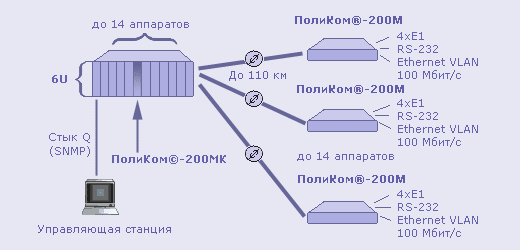 до 14 аппаратов
6U
Стык Q
(SNMP)
ПолиКом©-200МК
Управляющая станция
До 110 км
ПолиКом®-200М
4xE1
RS-232
Ethernet VLAN
100 Мбит/с
ПолиКом®-200М
4xE1
RS-232
Ethernet VLAN
100 Мбит/с
до 14 аппаратов
ПолиКом®-200М
4xE1
RS-232
Ethernet VLAN
100 Мбит/с